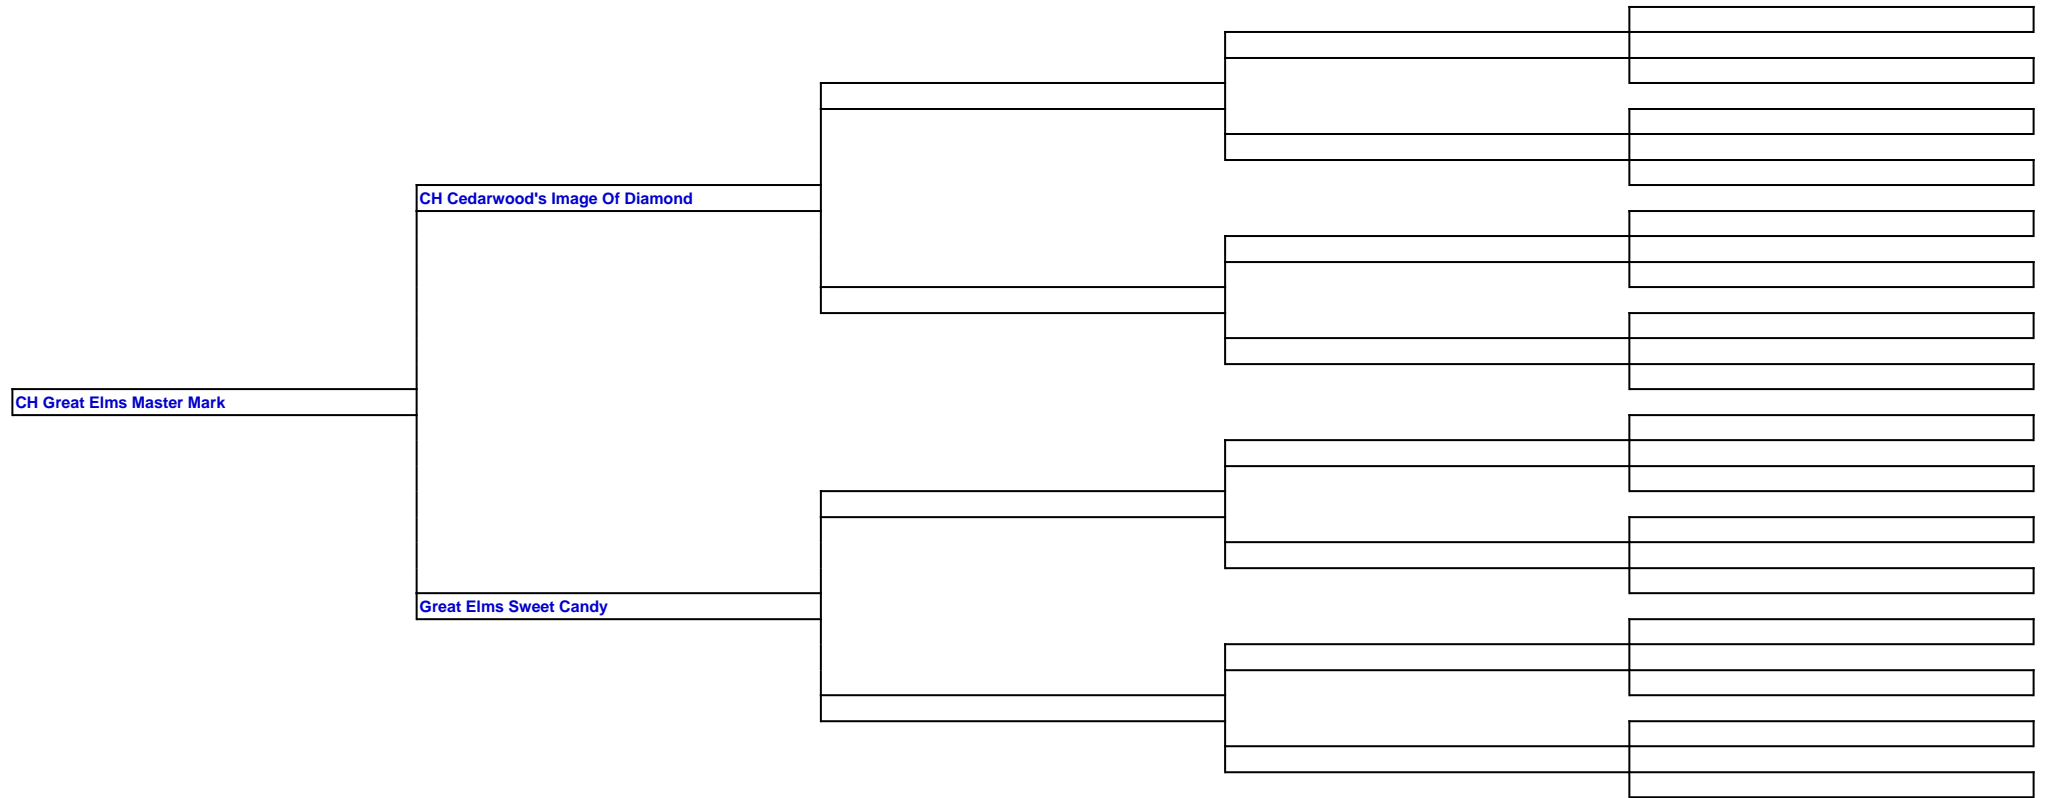 CH Cedarwood's Image Of Diamond
CH Great Elms Master Mark
Great Elms Sweet Candy